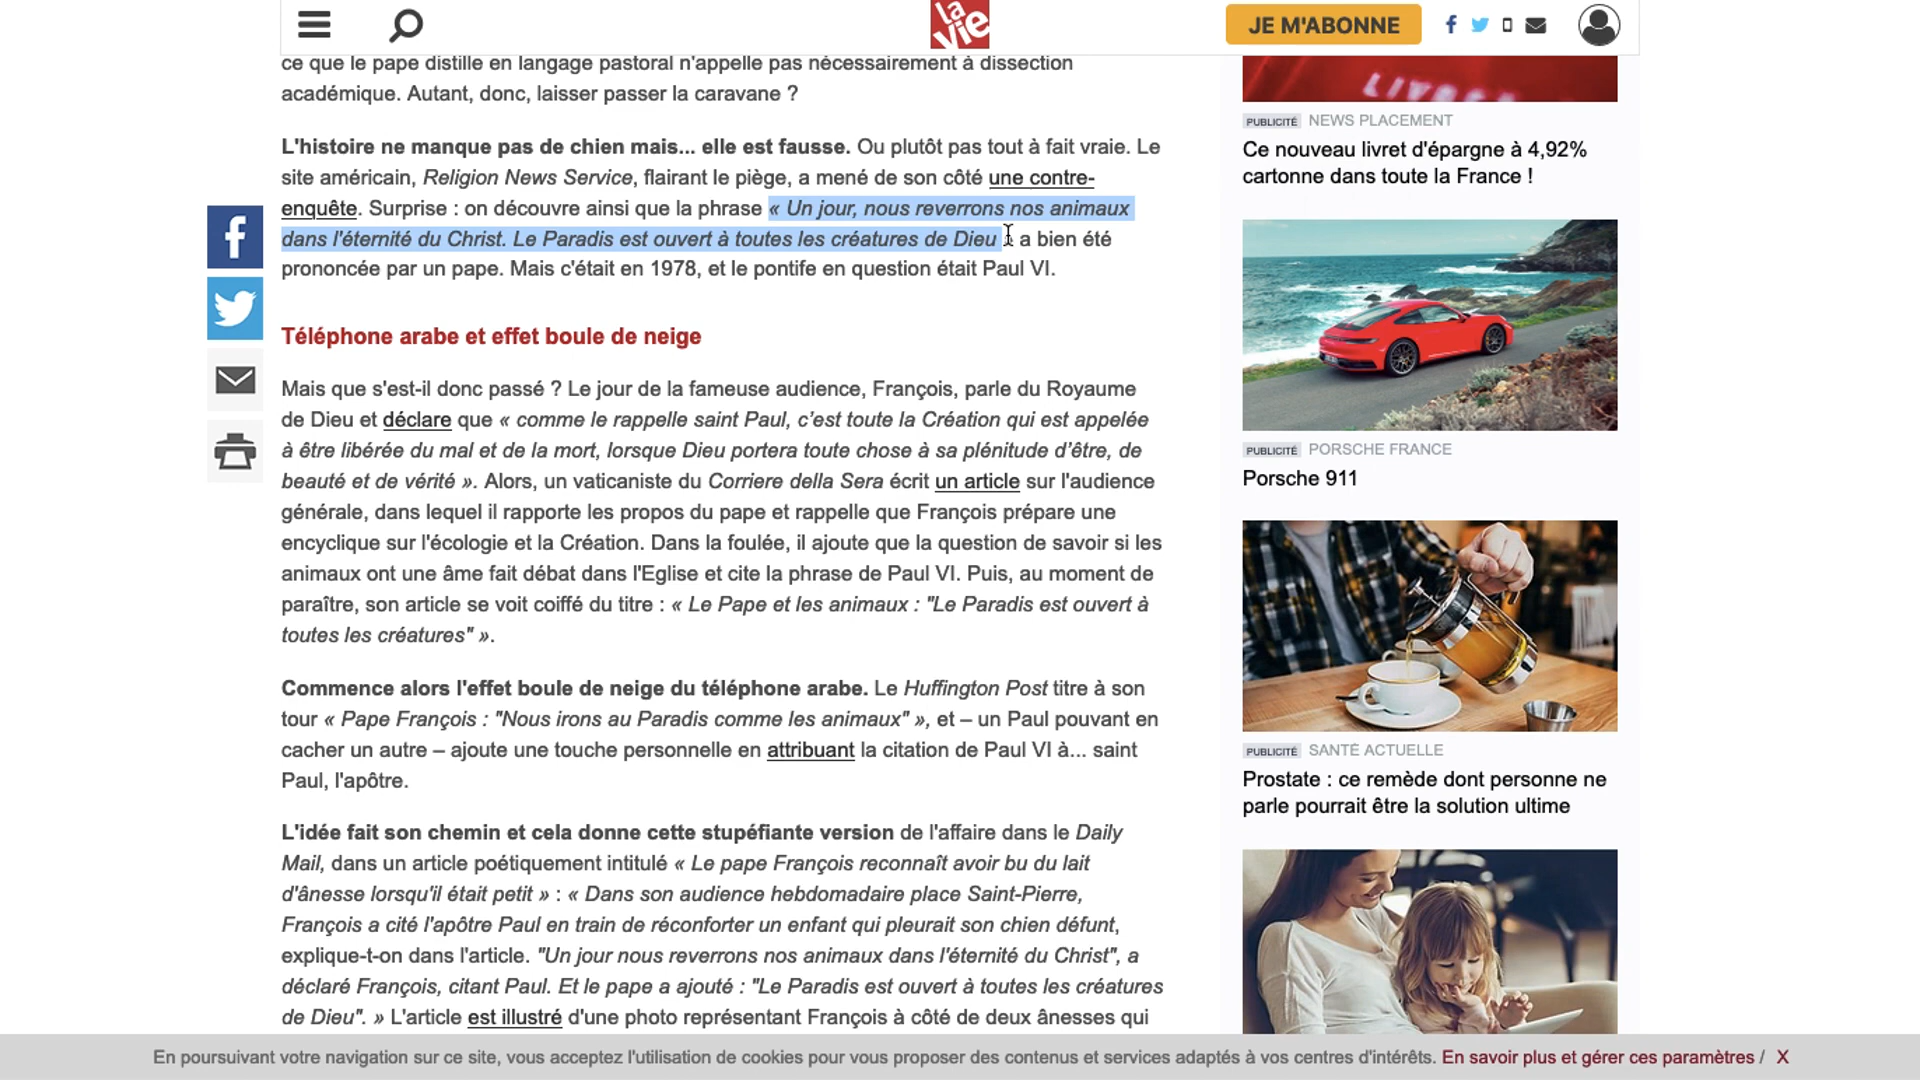 la Vie
JE M'ABONNE
ce que le pape distille en langage pastoral n'appelle pas nécessairement à dissection
académique. Autant, donc, laisser passer la caravane ?
L'histoire ne manque pas de chien mais... elle est fausse. Ou plutôt pas tout à fait vraie. Le
site américain, Religion News Service, flairant le piège, a mené de son côté une contre-
enquête. Surprise : on découvre ainsi que la phrase « Un jour, nous reverrons nos animaux
dans l'éternité du Christ. Le Paradis est ouvert à toutes les créatures de Dieu » a bien été
prononcée par un pape. Mais c'était en 1978, et le pontife en question était Paul VI.
Téléphone arabe et effet boule de neige
Mais que s'est-il donc passé ? Le jour de la fameuse audience, François, parle du Royaume
de Dieu et déclare que « comme le rappelle saint Paul, c’est toute la Création qui est appelée
à être libérée du mal et de la mort, lorsque Dieu portera toute chose à sa plénitude d’être, de
beauté et de vérité ». Alors, un vaticaniste du Corriere della Sera écrit un article sur l'audience
générale, dans lequel il rapporte les propos du pape et rappelle que François prépare une
encyclique sur l'écologie et la Création. Dans la foulée, il ajoute que la question de savoir si les
animaux ont une âme fait débat dans l'Eglise et cite la phrase de Paul VI. Puis, au moment de
paraître, son article se voit coiffé du titre : « Le Pape et les animaux : "Le Paradis est ouvert à
toutes les créatures" ».
Commence alors l'effet boule de neige du téléphone arabe. Le Huffington Post titre à son
tour « Pape François : "Nous irons au Paradis comme les animaux" », et – un Paul pouvant en
cacher un autre – ajoute une touche personnelle en attribuant la citation de Paul VI à... saint
Paul, l'apôtre.
L'idée fait son chemin et cela donne cette stupéfiante version de l'affaire dans le Daily
Mail, dans un article poétiquement intitulé « Le pape François reconnaît avoir bu du lait
d'ânesse lorsqu'il était petit » : « Dans son audience hebdomadaire place Saint-Pierre,
François a cité l'apôtre Paul en train de réconforter un enfant qui pleurait son chien défunt,
explique-t-on dans l'article. "Un jour nous reverrons nos animaux dans l'éternité du Christ", a
déclaré François, citant Paul. Et le pape a ajouté : "Le Paradis est ouvert à toutes les créatures
de Dieu". » L'article est illustré d'une photo représentant François à côté de deux ânesses qui
LIVRET
PUBLICITÉ NEWS PLACEMENT
Ce nouveau livret d'épargne à 4,92%
cartonne dans toute la France !
PUBLICITÉ PORSCHE FRANCE
Porsche 911
PUBLICITÉ SANTÉ ACTUELLE
Prostate : ce remède dont personne ne
parle pourrait être la solution ultime
En poursuivant votre navigation sur ce site, vous acceptez l'utilisation de cookies pour vous proposer des contenus et services adaptés à vos centres d'intérêts. En savoir plus et gérer ces paramètres / X